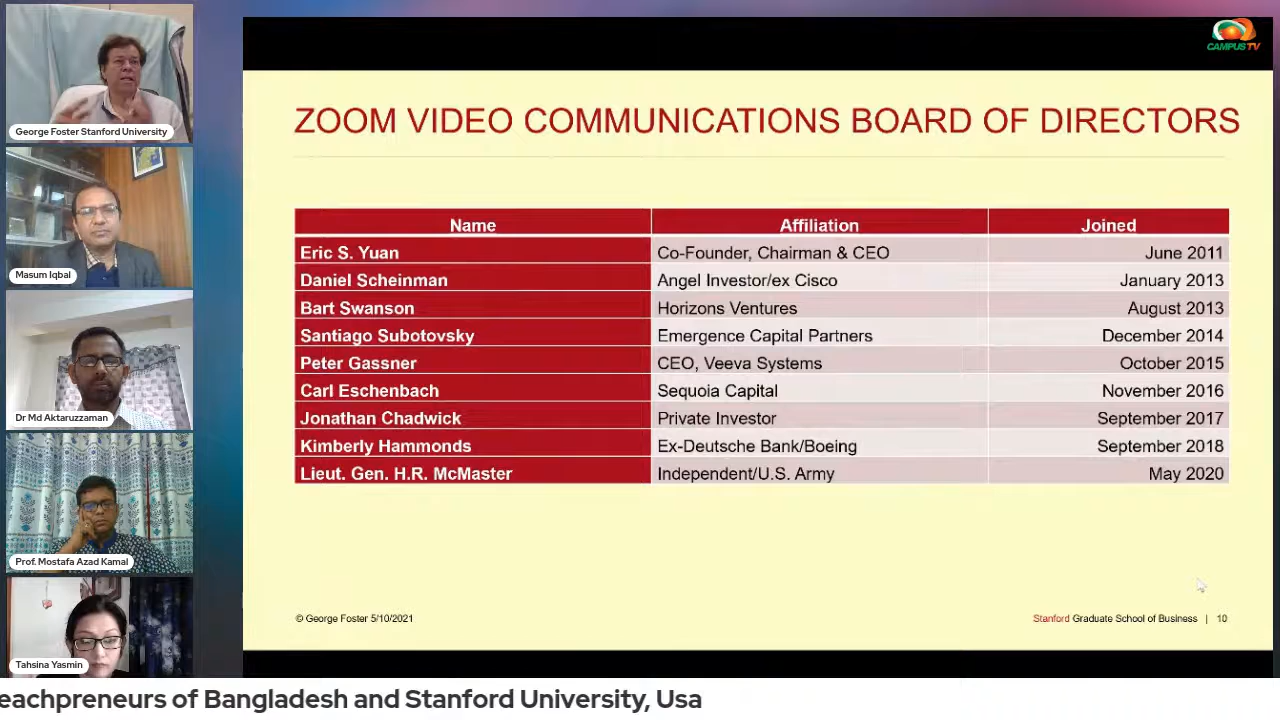 George Foster Stanford University
Masum Iqbal
Dr Md Aktaruzzaman
Prof. Mostafa Azad Kamal
Tahsina Yasmin
CAMPUS TV
ZOOM VIDEO COMMUNICATIONS BOARD OF DIRECTORS
Name Affiliation Joined
Eric S. Yuan Co-Founder, Chairman & CEO June 2011
Daniel Scheinman Angel Investor/ex Cisco January 2013
Bart Swanson Horizons Ventures August 2013
Santiago Subotovsky Emergence Capital Partners December 2014
Peter Gassner CEO, Veeva Systems October 2015
Carl Eschenbach Sequoia Capital November 2016
Jonathan Chadwick Private Investor September 2017
Kimberly Hammonds Ex-Deutsche Bank/Boeing September 2018
Lieut. Gen. H.R. McMaster Independent/U.S. Army May 2020
© George Foster 5/10/2021 Stanford Graduate School of Business | 10
eachpreneurs of Bangladesh and Stanford University, Usa